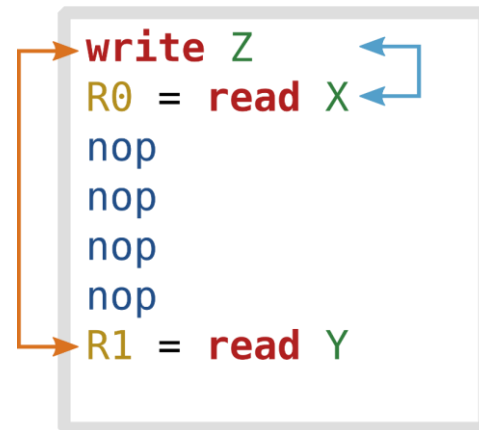 write Z
R0 = read X
nop
nop
nop
nop
R1 = read Y